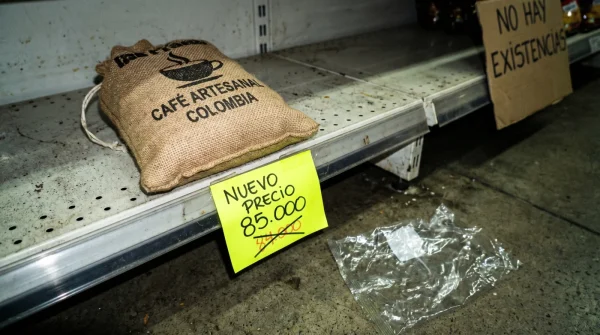 CAFÉ ARTESANAL
COLOMBIA
NUEVO
PRECIO
85.000
NO HAY
EXISTENCIAS